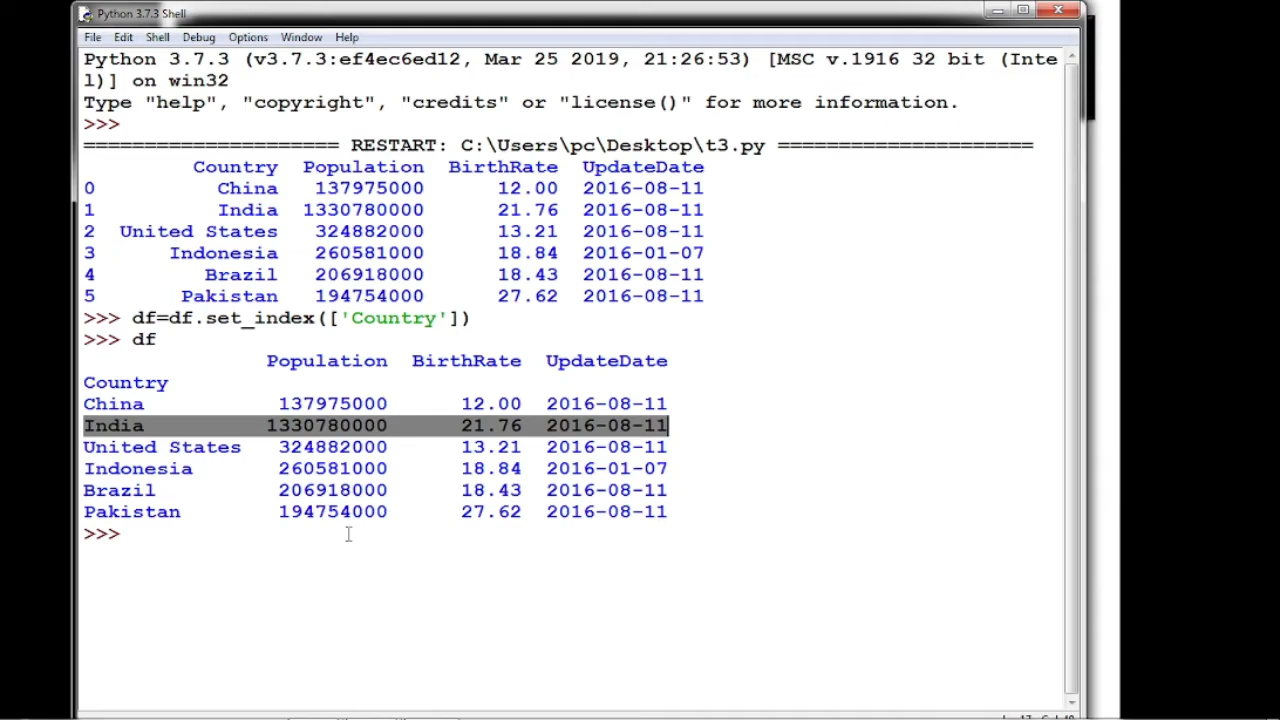 Python 3.7.3 Shell
File Edit Shell Debug Options Window Help
Python 3.7.3 (v3.7.3:ef4ec6ed12, Mar 25 2019, 21:26:53) [MSC v.1916 32 bit (Inte
l)] on win32
Type "help", "copyright", "credits" or "license()" for more information.
>>>
===================== RESTART: C:\Users\pc\Desktop\t3.py =====================
Country Population BirthRate UpdateDate
0 China 137975000 12.00 2016-08-11
1 India 1330780000 21.76 2016-08-11
2 United States 324882000 13.21 2016-08-11
3 Indonesia 260581000 18.84 2016-01-07
4 Brazil 206918000 18.43 2016-08-11
5 Pakistan 194754000 27.62 2016-08-11
>>> df=df.set_index(['Country'])
>>> df
Population BirthRate UpdateDate
Country
China 137975000 12.00 2016-08-11
India 1330780000 21.76 2016-08-11
United States 324882000 13.21 2016-08-11
Indonesia 260581000 18.84 2016-01-07
Brazil 206918000 18.43 2016-08-11
Pakistan 194754000 27.62 2016-08-11
>>>